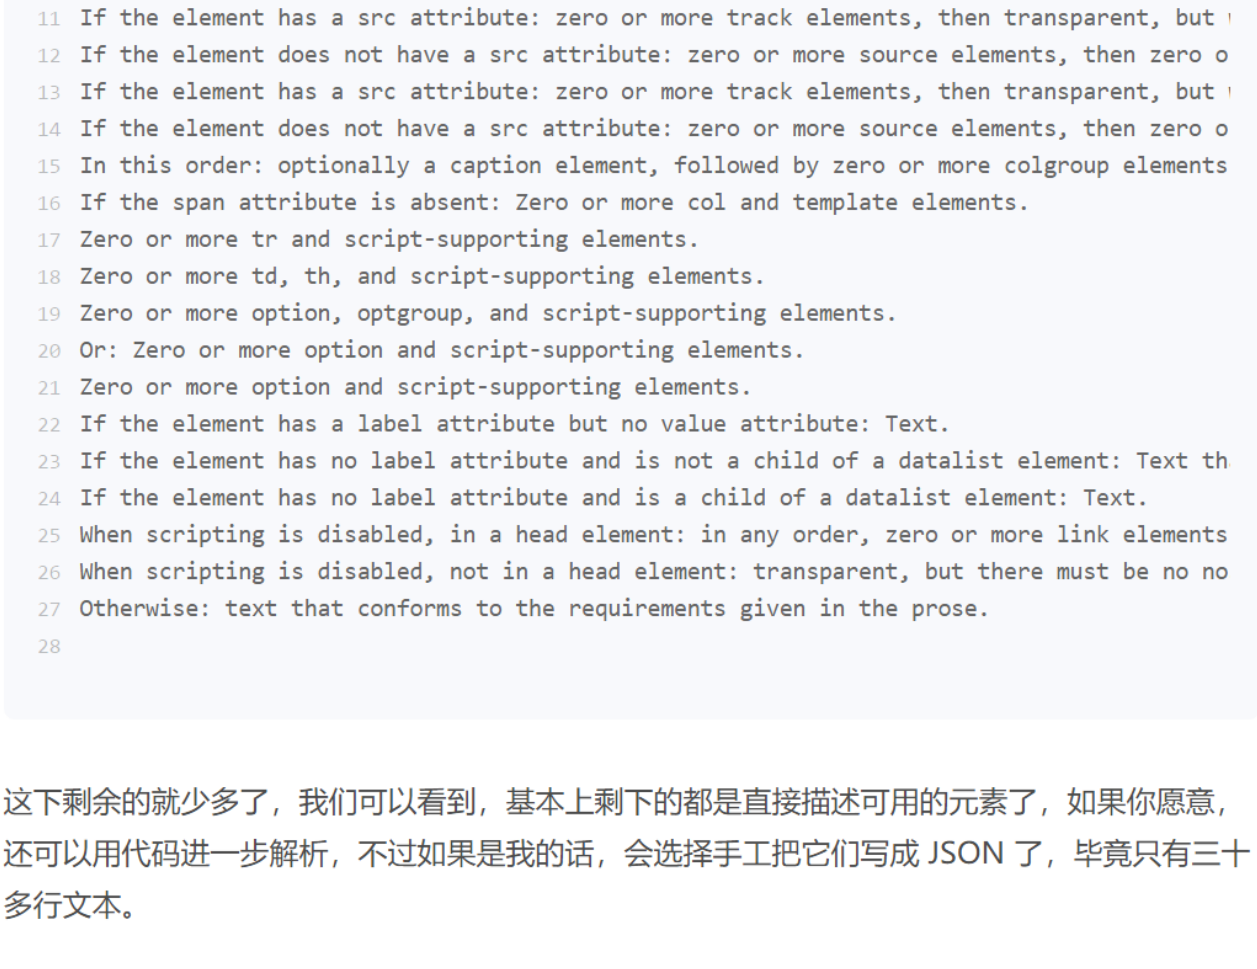 11 If the element has a src attribute: zero or more track elements, then transparent, but
12 If the element does not have a src attribute: zero or more source elements, then zero o
13 If the element has a src attribute: zero or more track elements, then transparent, but
14 If the element does not have a src attribute: zero or more source elements, then zero o
15 In this order: optionally a caption element, followed by zero or more colgroup elements
16 If the span attribute is absent: Zero or more col and template elements.
17 Zero or more tr and script-supporting elements.
18 Zero or more td, th, and script-supporting elements.
19 Zero or more option, optgroup, and script-supporting elements.
20 Or: Zero or more option and script-supporting elements.
21 Zero or more option and script-supporting elements.
22 If the element has a label attribute but no value attribute: Text.
23 If the element has no label attribute and is not a child of a datalist element: Text th
24 If the element has no label attribute and is a child of a datalist element: Text.
25 When scripting is disabled, in a head element: in any order, zero or more link elements
26 When scripting is disabled, not in a head element: transparent, but there must be no no
27 Otherwise: text that conforms to the requirements given in the prose.
28
这下剩余的就少多了，我们可以看到，基本上剩下的都是直接描述可用的元素了，如果你愿意，
还可以用代码进一步解析，不过如果是我的话，会选择手工把它们写成 JSON 了，毕竟只有三十
多行文本。